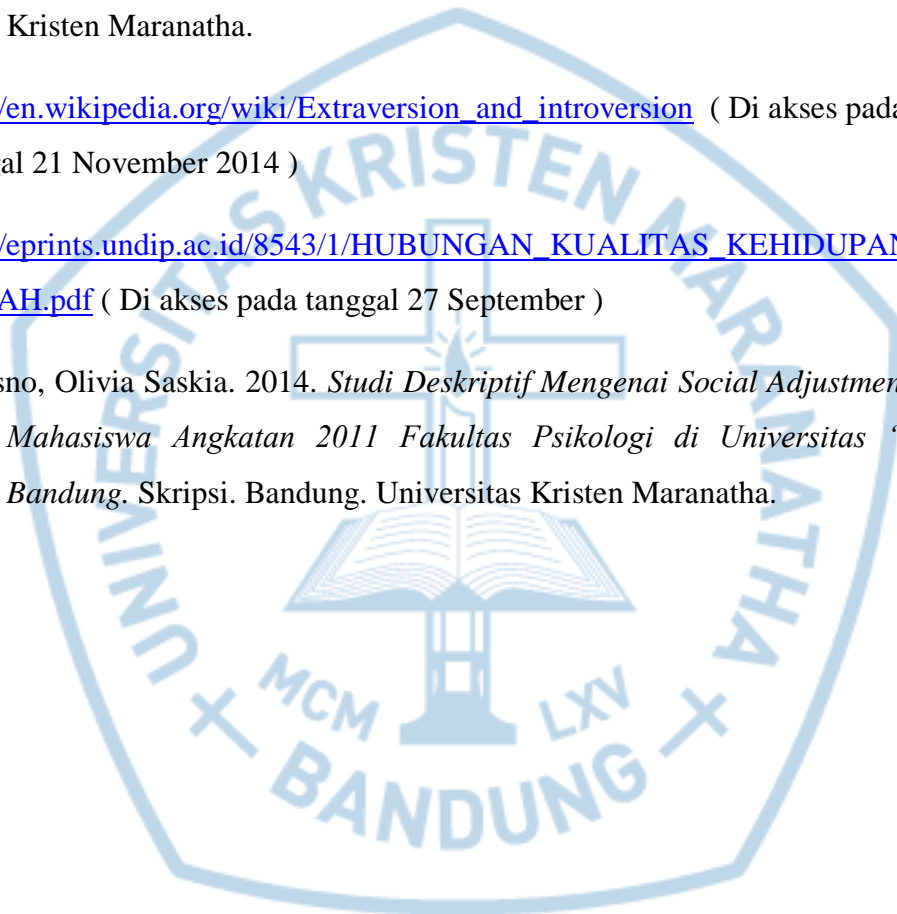 Kristen Maranatha.
/en.wikipedia.org/wiki/Extraversion_and_introversion ( Di akses pada
gal 21 November 2014 )
/eprints.undip.ac.id/8543/1/HUBUNGAN_KUALITAS_KEHIDUPAN
AH.pdf ( Di akses pada tanggal 27 September )
sno, Olivia Saskia. 2014. Studi Deskriptif Mengenai Social Adjustmen
Mahasiswa Angkatan 2011 Fakultas Psikologi di Universitas “
Bandung. Skripsi. Bandung. Universitas Kristen Maranatha.
UNIVERSITAS KRISTEN MARANATHA
MCM LXV
BANDUNG